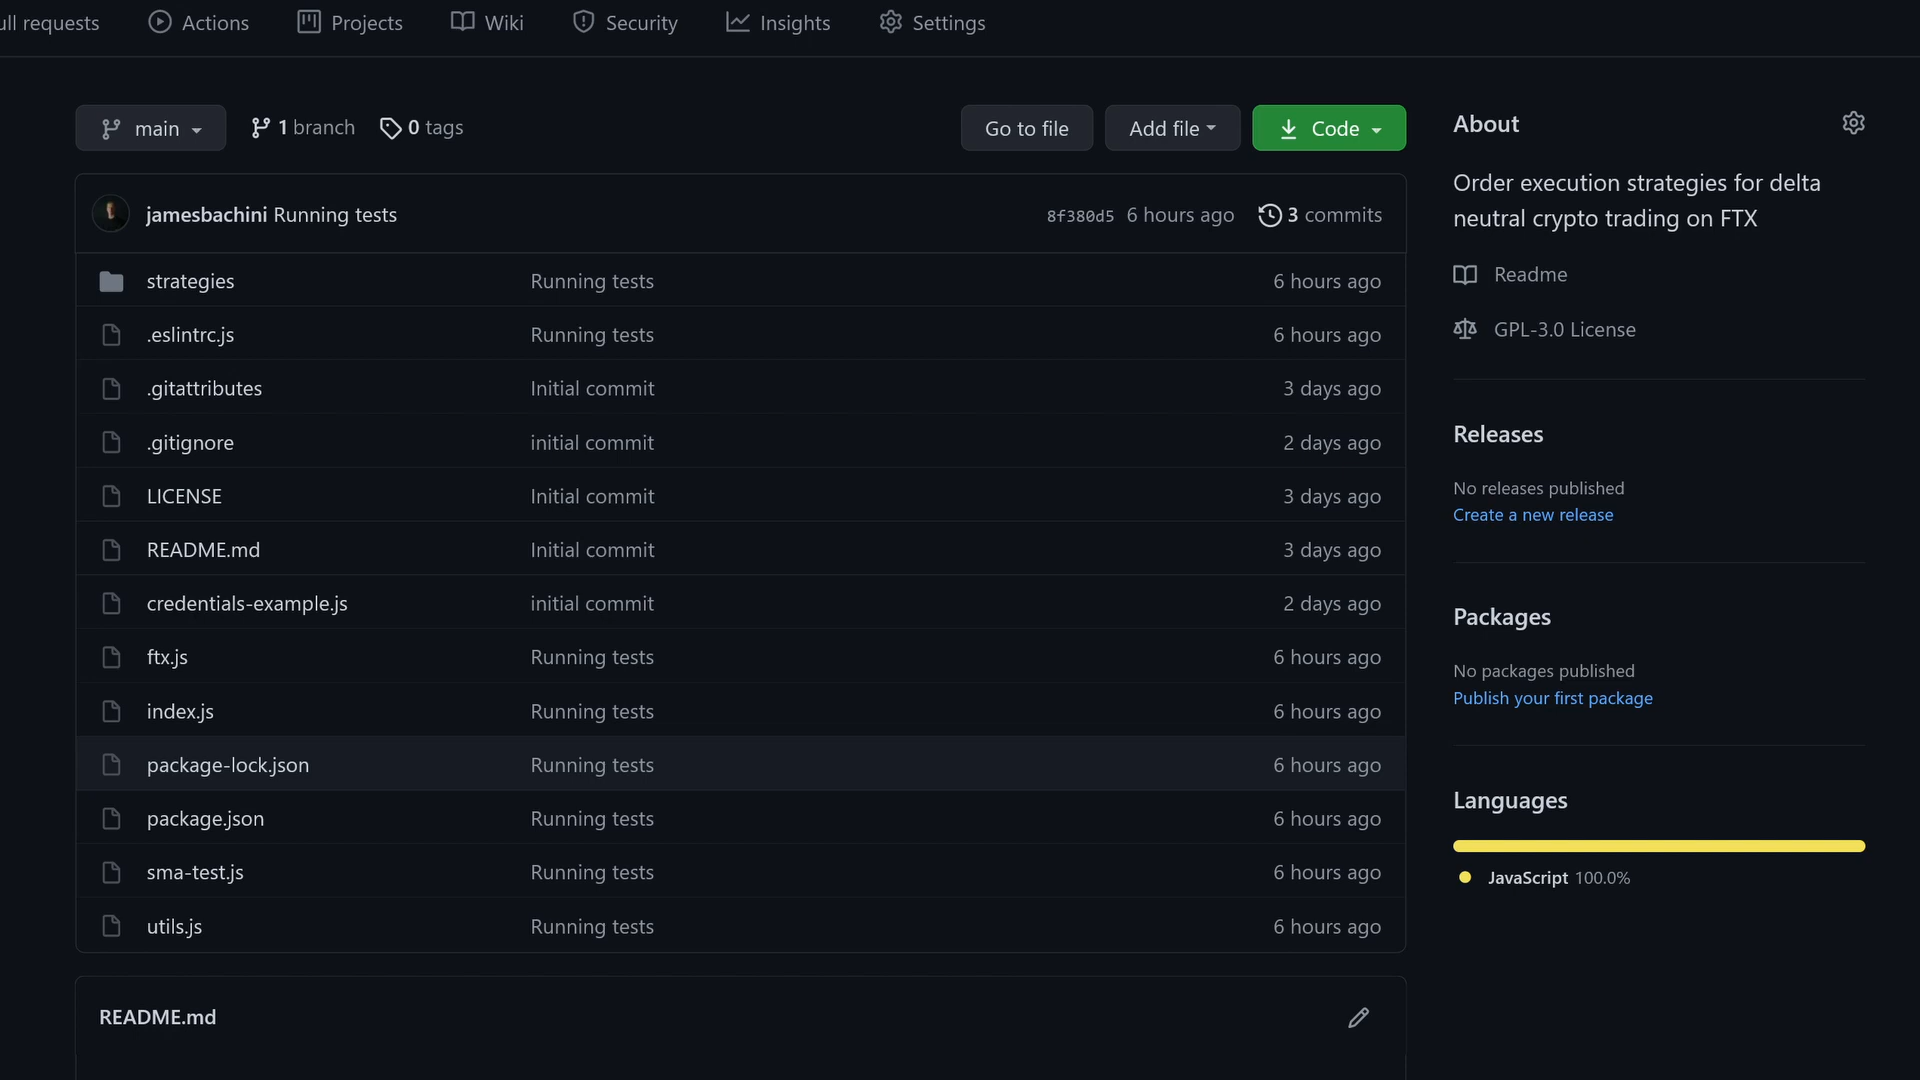 ull requests Actions Projects Wiki Security Insights Settings
main 1 branch 0 tags Go to file Add file Code
jamesbachini Running tests 8f380d5 6 hours ago 3 commits
strategies Running tests 6 hours ago
.eslintrc.js Running tests 6 hours ago
.gitattributes Initial commit 3 days ago
.gitignore initial commit 2 days ago
LICENSE Initial commit 3 days ago
README.md Initial commit 3 days ago
credentials-example.js initial commit 2 days ago
ftx.js Running tests 6 hours ago
index.js Running tests 6 hours ago
package-lock.json Running tests 6 hours ago
package.json Running tests 6 hours ago
sma-test.js Running tests 6 hours ago
utils.js Running tests 6 hours ago
README.md
About
Order execution strategies for delta
neutral crypto trading on FTX
Readme
GPL-3.0 License
Releases
No releases published
Create a new release
Packages
No packages published
Publish your first package
Languages
JavaScript 100.0%